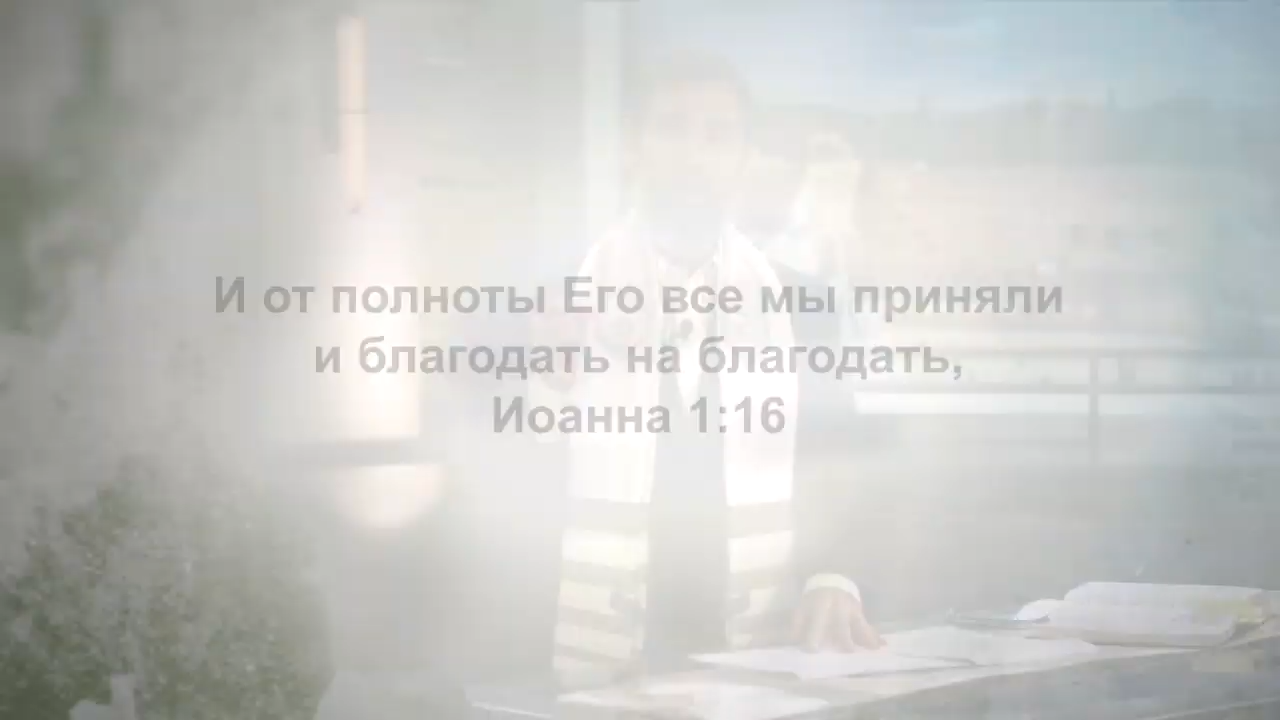 И от полноты Его все мы приняли
и благодать на благодать,
Иоанна 1:16